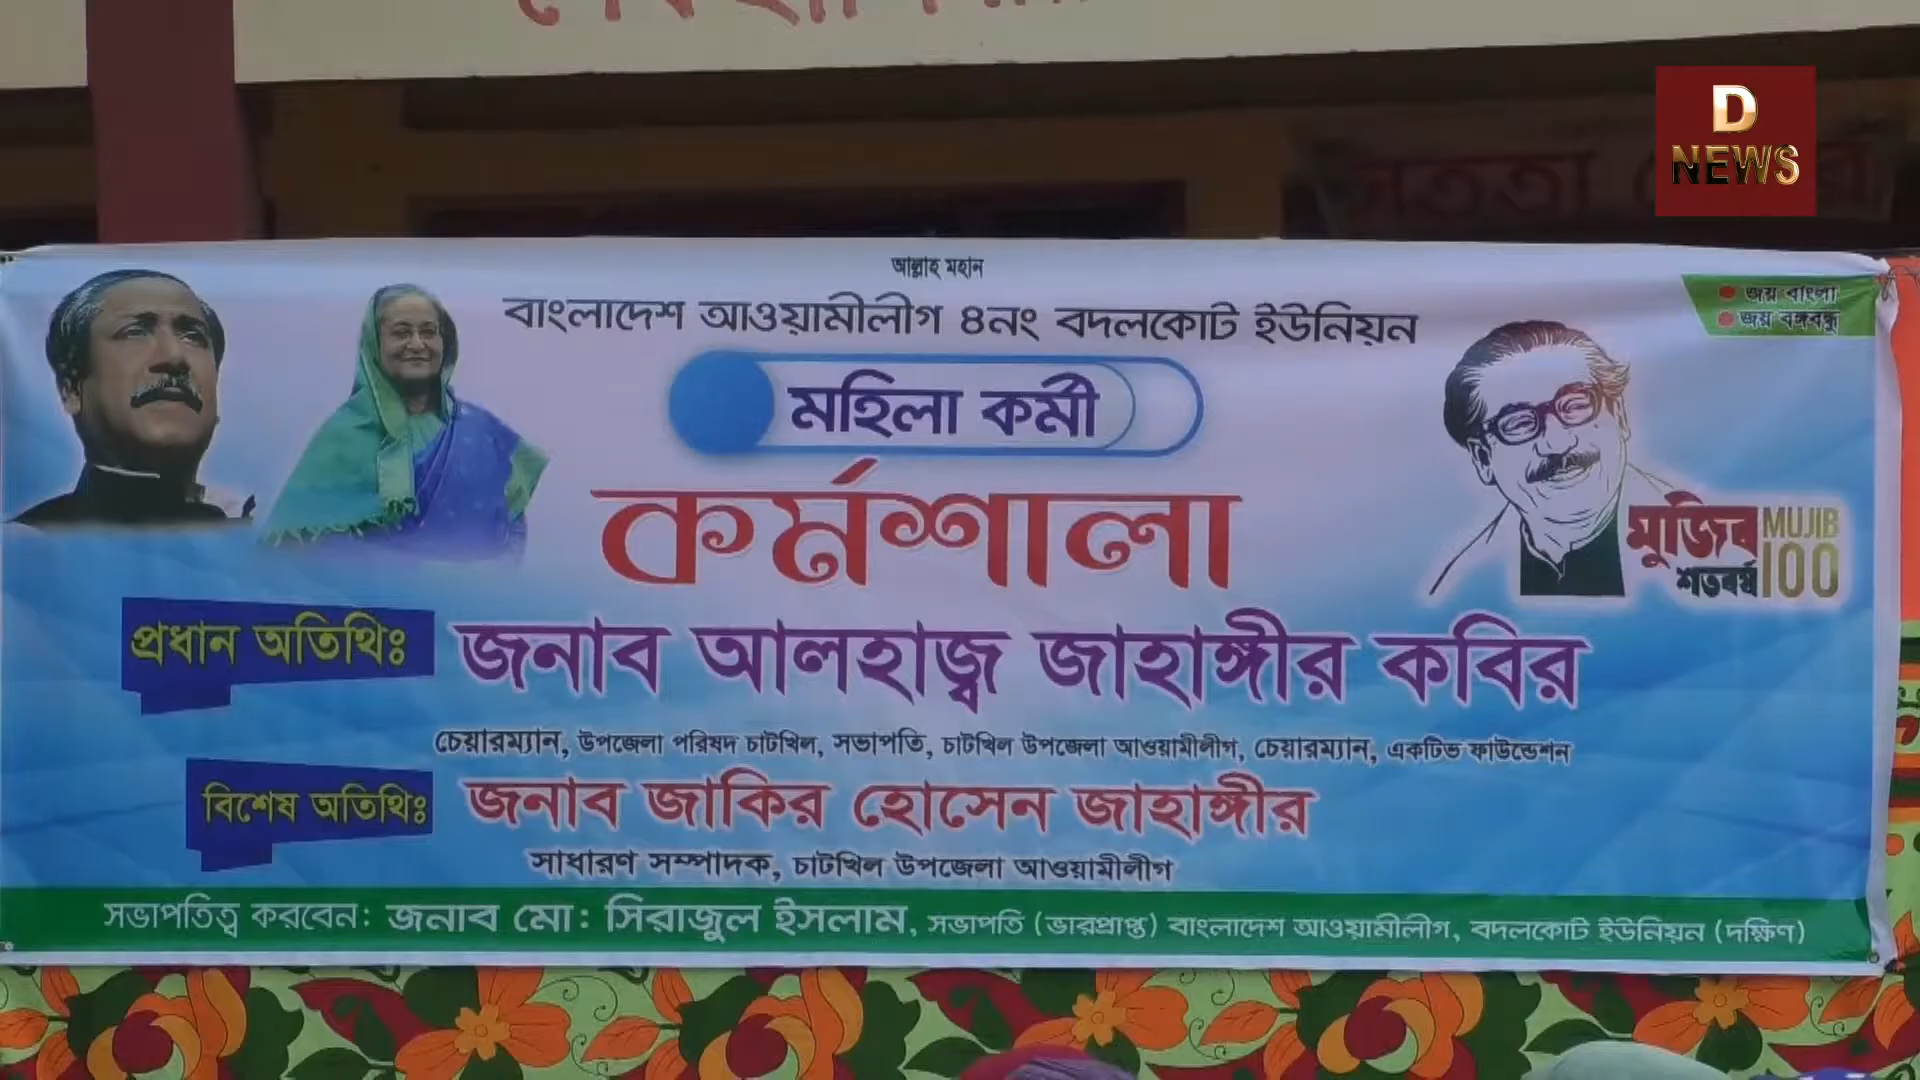 D
NEWS
আল্লাহ মহান
বাংলাদেশ আওয়ামীলীগ ৪নং বদলকোট ইউনিয়ন
জয় বাংলা
জয় বঙ্গবন্ধু
মহিলা কর্মী
কর্মশালা
মুজিব MUJIB
শতবর্ষ 100
প্রধান অতিথিঃ জনাব আলহাজ্ব জাহাঙ্গীর কবির
চেয়ারম্যান, উপজেলা পরিষদ চাটখিল, সভাপতি, চাটখিল উপজেলা আওয়ামীলীগ, চেয়ারম্যান, একটিভ ফাউন্ডেশন
বিশেষ অতিথিঃ জনাব জাকির হোসেন জাহাঙ্গীর
সাধারণ সম্পাদক, চাটখিল উপজেলা আওয়ামীলীগ
সভাপতিত্ব করবেন: জনাব মো: সিরাজুল ইসলাম, সভাপতি (ভারপ্রাপ্ত) বাংলাদেশ আওয়ামীলীগ, বদলকোট ইউনিয়ন (দক্ষিণ)